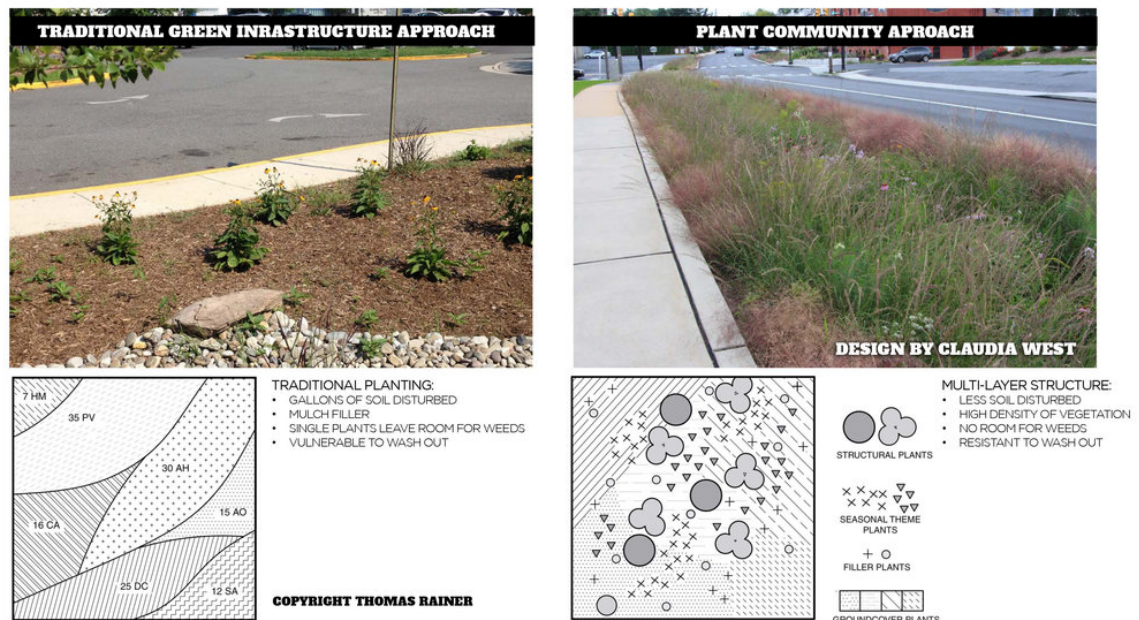 TRADITIONAL GREEN INRASTRUCTURE APPROACH
PLANT COMMUNITY APROACH
DESIGN BY CLAUDIA WEST
7 HM
35 PV
30 AH
15 AO
16 CA
25 DC
12 SA
TRADITIONAL PLANTING:
• GALLONS OF SOIL DISTURBED
• MULCH FILLER
• SINGLE PLANTS LEAVE ROOM FOR WEEDS
• VULNERABLE TO WASH OUT
COPYRIGHT THOMAS RAINER
STRUCTURAL PLANTS
SEASONAL THEME
PLANTS
FILLER PLANTS
GROUNDCOVER PLANTS
MULTI-LAYER STRUCTURE:
• LESS SOIL DISTURBED
• HIGH DENSITY OF VEGETATION
• NO ROOM FOR WEEDS
• RESISTANT TO WASH OUT